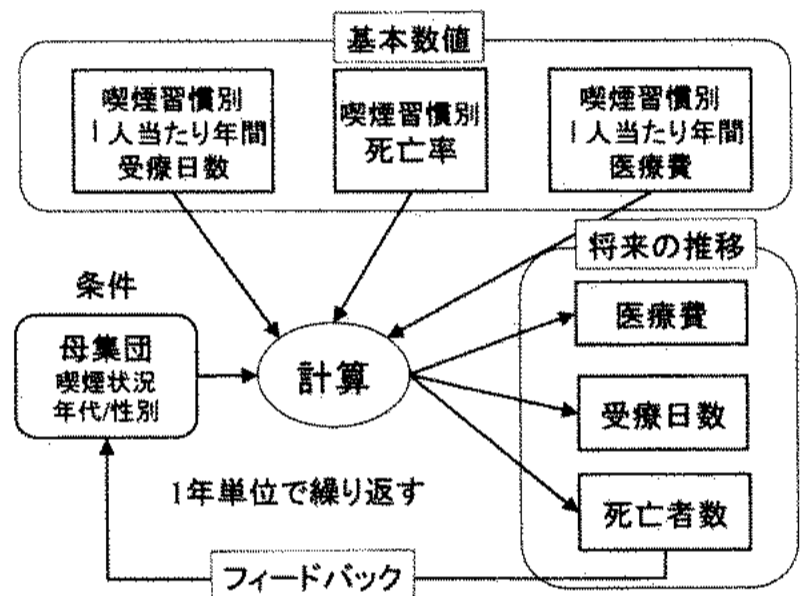 基本数値
喫煙習慣別
1人当たり年間
受療日数
喫煙習慣別
死亡率
喫煙習慣別
1人当たり年間
医療費
将来の推移
条件
母集団
喫煙状況
年代/性別
計算
医療費
受療日数
死亡者数
1年単位で繰り返す
フィードバック